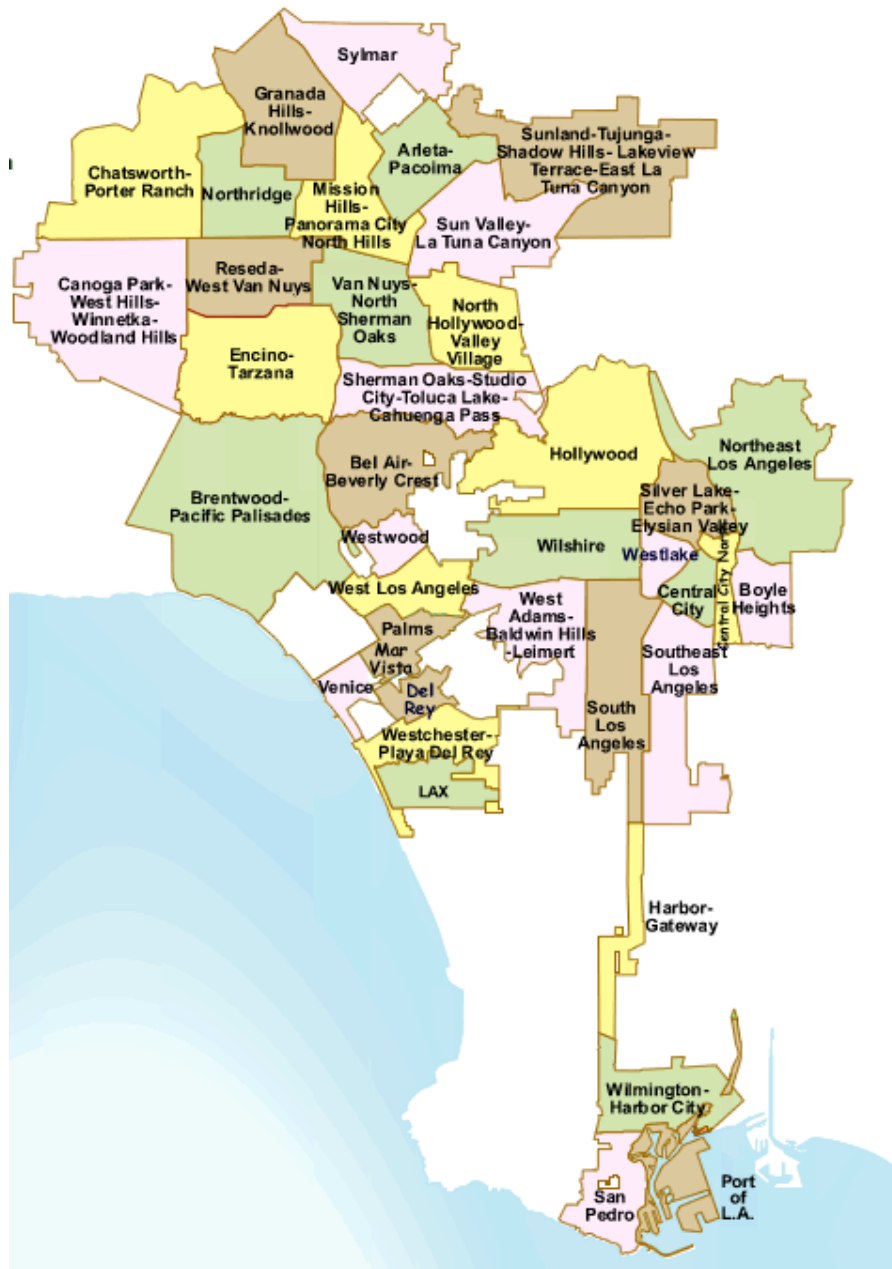 Sylmar
Granada
Hills-
Knollwood
Chatsworth-
Porter Ranch
Northridge
Mission
Hills-
Panorama City
North Hills
Arleta-
Pacoima
Sunland-Tujunga-
Shadow Hills- Lakeview
Terrace-East La
Tuna Canyon
Sun Valley-
La Tuna Canyon
Canoga Park-
West Hills-
Winnetka-
Woodland Hills
Reseda-
West Van Nuys
Van Nuys-
North
Sherman
Oaks
North
Hollywood-
Valley
Village
Encino-
Tarzana
Sherman Oaks-Studio
City-Toluca Lake-
Cahuenga Pass
Hollywood
Northeast
Los Angeles
Bel Air-
Beverly Crest
Silver Lake-
Echo Park-
Elysian Valley
Brentwood-
Pacific Palisades
Westwood
Wilshire
Westlake
Central City North
West Los Angeles
Central
City
Boyle
Heights
West
Adams-
Baldwin Hills
-Leimert
Palms
Mar
Vista
Southeast
Los
Angeles
Venice
Del
Rey
South
Los
Angeles
Westchester-
Playa Del Rey
LAX
Harbor-
Gateway
Wilmington-
Harbor City
San
Pedro
Port
of
L.A.